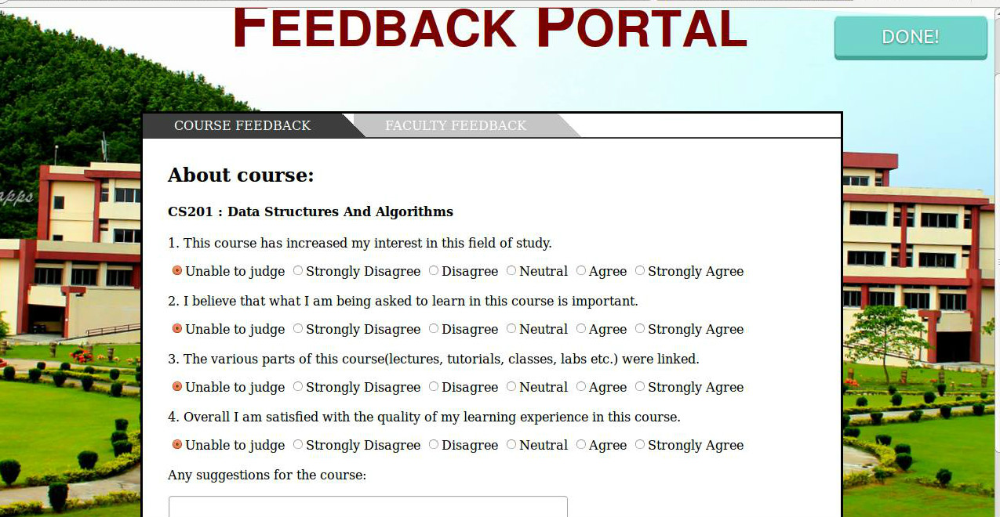 FEEDBACK PORTAL
DONE!
COURSE FEEDBACK FACULTY FEEDBACK
About course:
apps
CS201 : Data Structures And Algorithms
1. This course has increased my interest in this field of study.
Unable to judge Strongly Disagree Disagree Neutral Agree Strongly Agree
2. I believe that what I am being asked to learn in this course is important.
Unable to judge Strongly Disagree Disagree Neutral Agree Strongly Agree
3. The various parts of this course(lectures, tutorials, classes, labs etc.) were linked.
Unable to judge Strongly Disagree Disagree Neutral Agree Strongly Agree
4. Overall I am satisfied with the quality of my learning experience in this course.
Unable to judge Strongly Disagree Disagree Neutral Agree Strongly Agree
Any suggestions for the course: